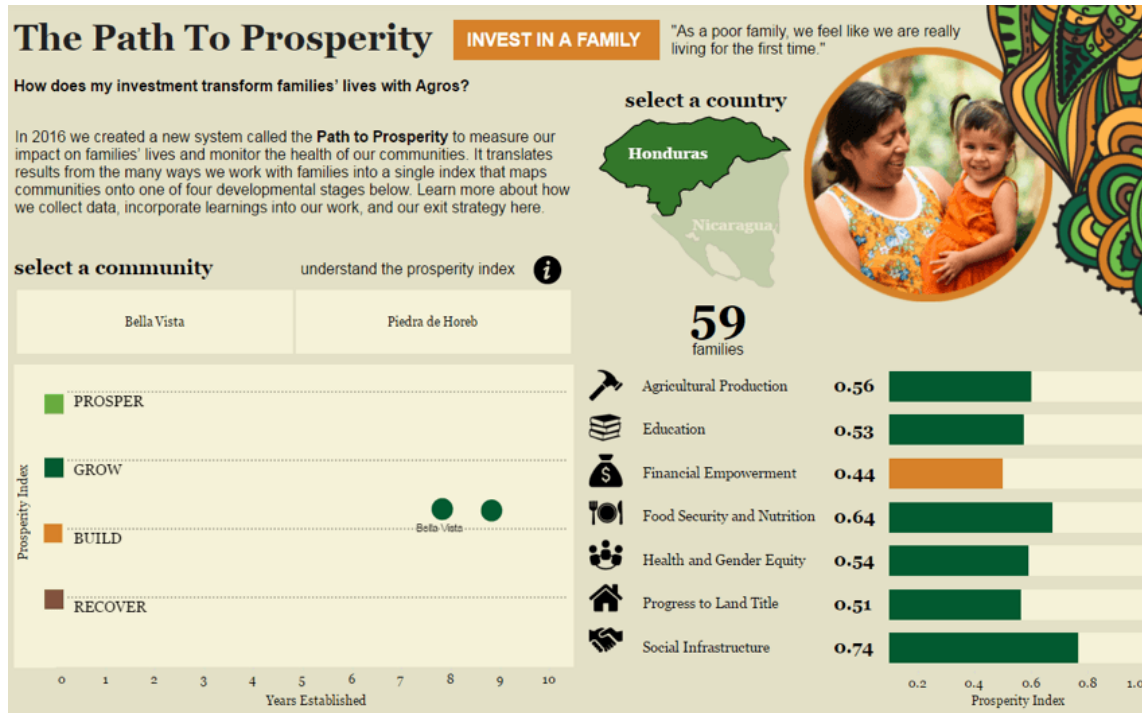 The Path To Prosperity
INVEST IN A FAMILY
"As a poor family, we feel like we are really
living for the first time."
How does my investment transform families' lives with Agros?
In 2016 we created a new system called the Path to Prosperity to measure our
impact on families' lives and monitor the health of our communities. It translates
results from the many ways we work with families into a single index that maps
communities onto one of four developmental stages below. Learn more about how
we collect data, incorporate learnings into our work, and our exit strategy here.
select a country
Honduras
Nicaragua
select a community
understand the prosperity index
i
Bella Vista
Piedra de Horeb
59
families
Prosperity Index
PROSPER
GROW
BUILD
RECOVER
Bella Vista
0 1 2 3 4 5 6 7 8 9 10
Years Established
Agricultural Production 0.56
Education 0.53
$
Financial Empowerment 0.44
Food Security and Nutrition 0.64
Health and Gender Equity 0.54
Progress to Land Title 0.51
Social Infrastructure 0.74
0.2 0.4 0.6 0.8 1.0
Prosperity Index